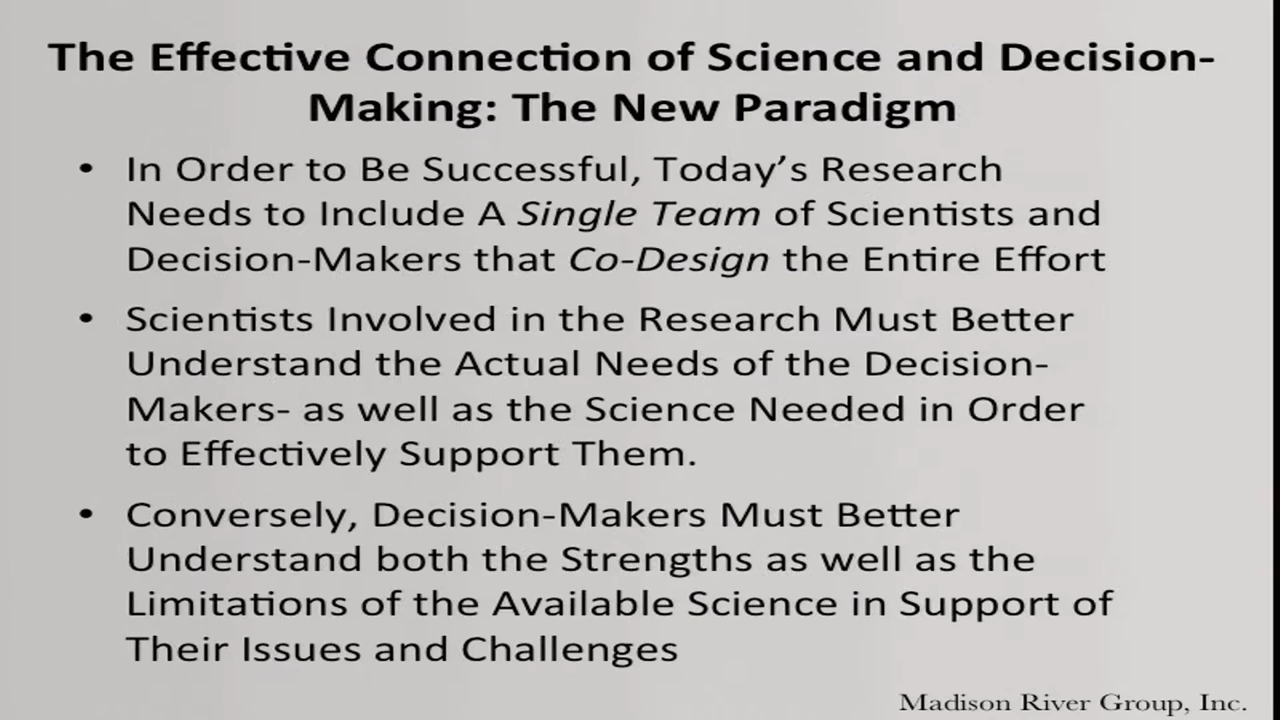 The Effective Connection of Science and Decision-
Making: The New Paradigm
• In Order to Be Successful, Today's Research
Needs to Include A Single Team of Scientists and
Decision-Makers that Co-Design the Entire Effort
• Scientists Involved in the Research Must Better
Understand the Actual Needs of the Decision-
Makers- as well as the Science Needed in Order
to Effectively Support Them.
• Conversely, Decision-Makers Must Better
Understand both the Strengths as well as the
Limitations of the Available Science in Support of
Their Issues and Challenges
Madison River Group, Inc.